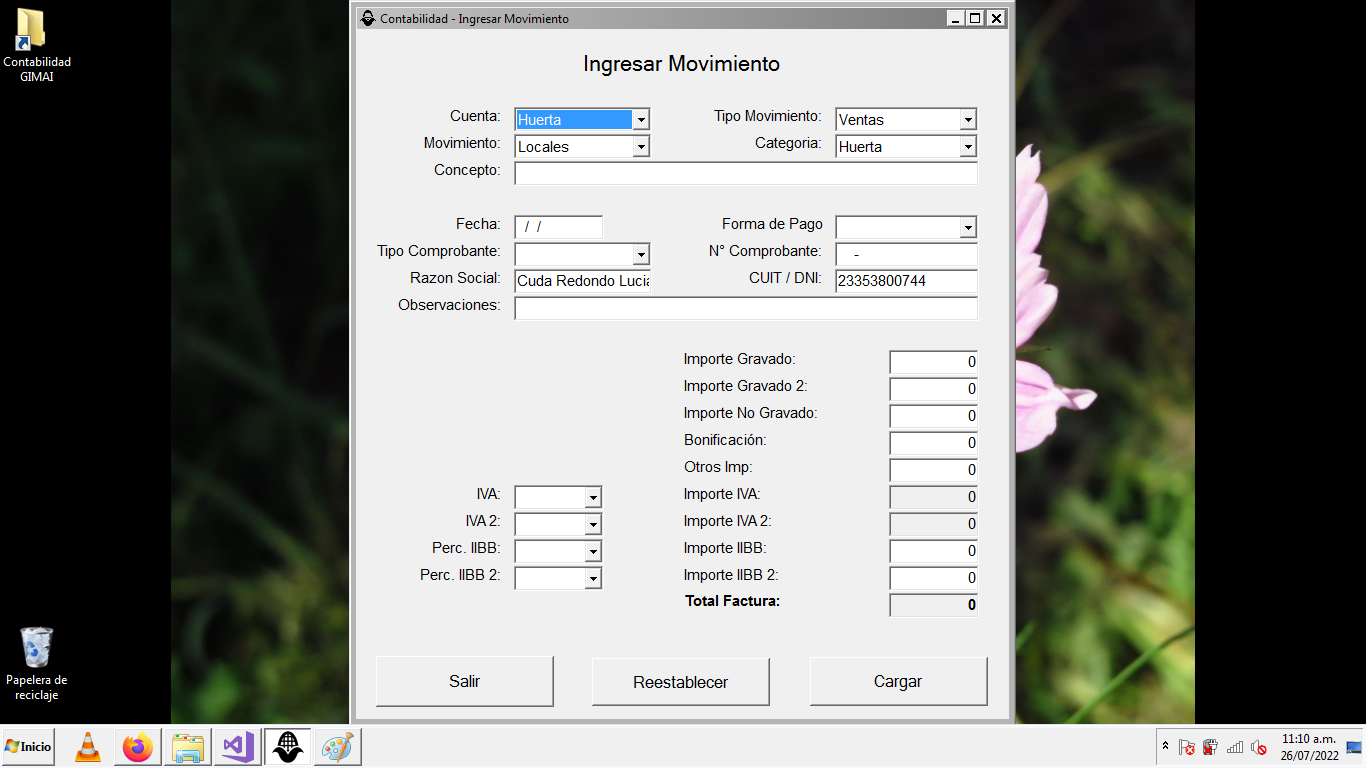 Contabilidad
GIMAI
Contabilidad - Ingresar Movimiento
Ingresar Movimiento
Cuenta: Huerta Tipo Movimiento: Ventas
Movimiento: Locales Categoria: Huerta
Concepto:
Fecha: / / Forma de Pago
Tipo Comprobante: N° Comprobante: -
Razon Social: Cuda Redondo Lucia CUIT / DNI: 23353800744
Observaciones:
Importe Gravado: 0
Importe Gravado 2: 0
Importe No Gravado: 0
Bonificación: 0
Otros Imp: 0
IVA: Importe IVA: 0
IVA 2: Importe IVA 2: 0
Perc. IIBB: Importe IIBB: 0
Perc. IIBB 2: Importe IIBB 2: 0
Total Factura: 0
Salir Reestablecer Cargar
Papelera de
reciclaje
Inicio
11:10 a.m.
26/07/2022